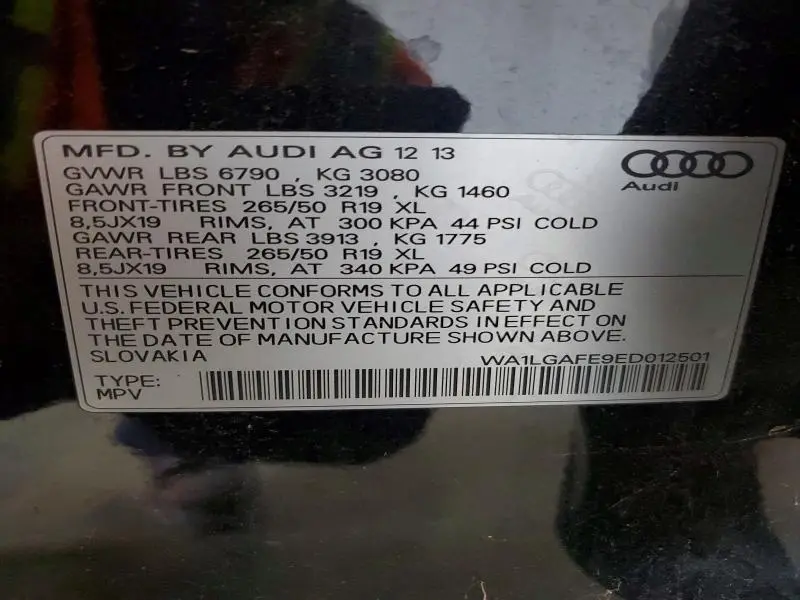 MFD. BY AUDI AG 12 13
GVWR LBS 6790 , KG 3080
GAWR FRONT LBS 3219 , KG 1460
FRONT-TIRES 265/50 R19 XL
8,5JX19 RIMS, AT 300 KPA 44 PSI COLD
GAWR REAR LBS 3913 , KG 1775
REAR-TIRES 265/50 R19 XL
8,5JX19 RIMS, AT 340 KPA 49 PSI COLD
Audi
THIS VEHICLE CONFORMS TO ALL APPLICABLE
U.S. FEDERAL MOTOR VEHICLE SAFETY AND
THEFT PREVENTION STANDARDS IN EFFECT ON
THE DATE OF MANUFACTURE SHOWN ABOVE.
SLOVAKIA WA1LGAFE9ED012501
TYPE:
MPV